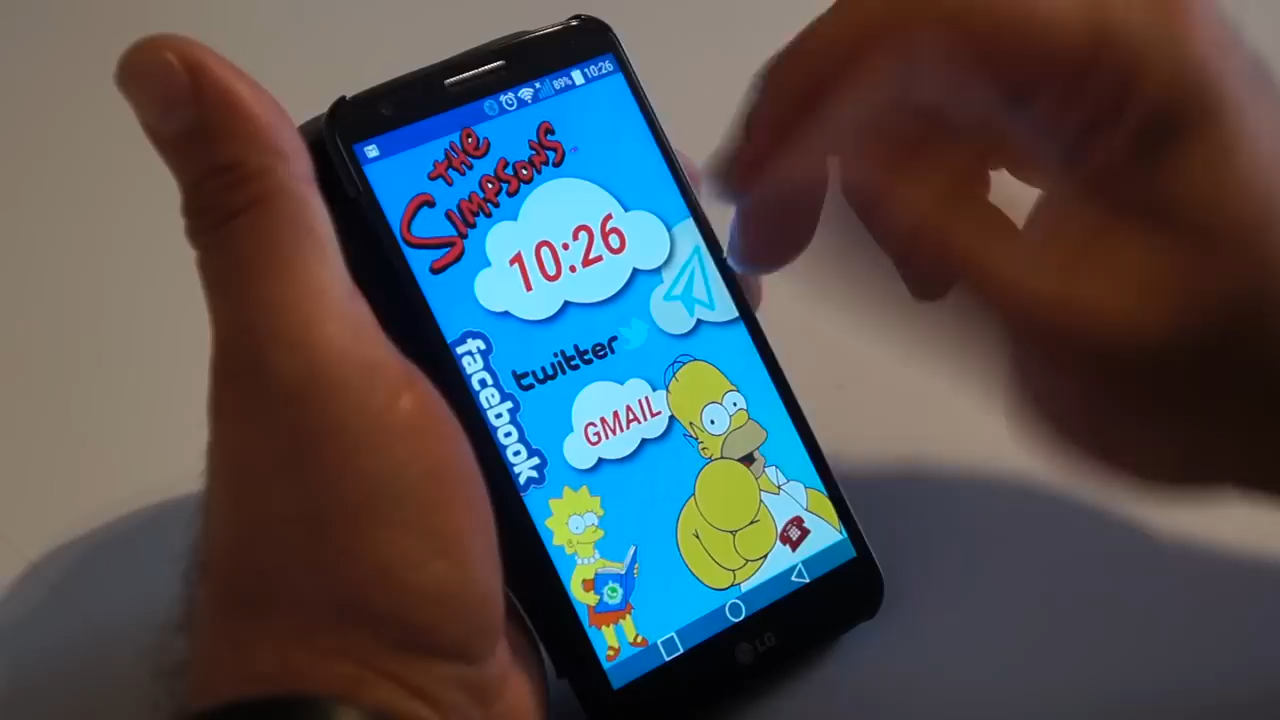 89% 10:26
THE
SIMPSONS
10:26
twitter
facebook
GMAIL
LG